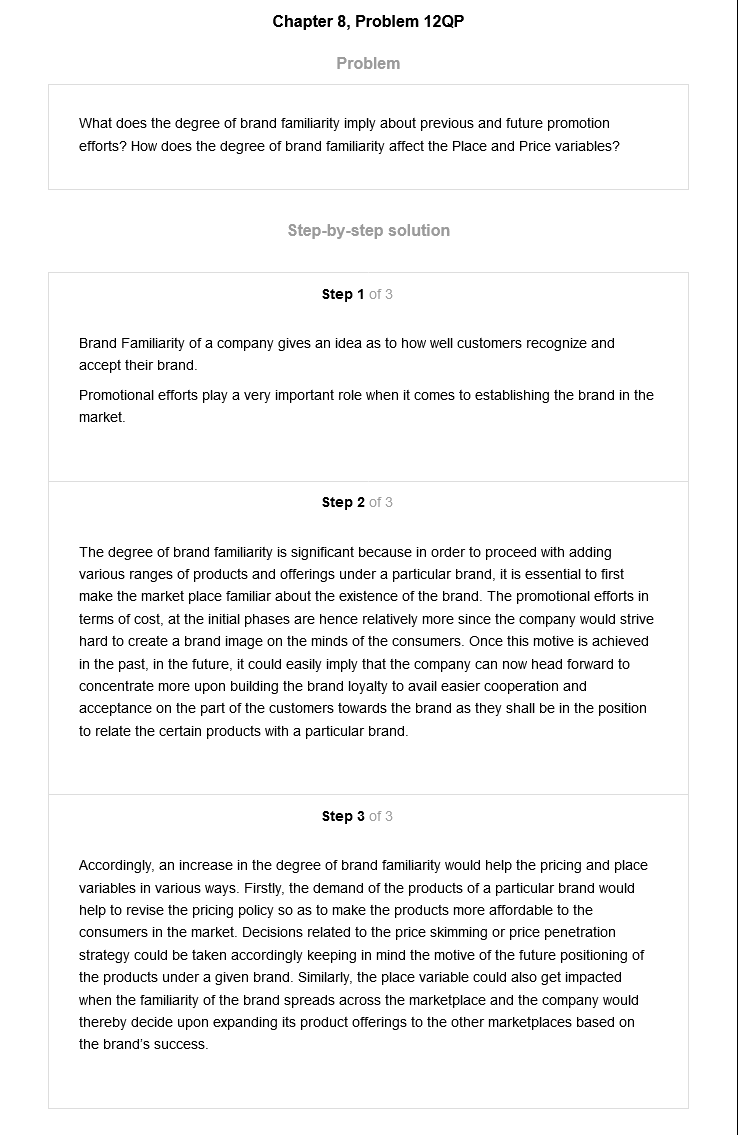 Chapter 8, Problem 12QP
Problem
What does the degree of brand familiarity imply about previous and future promotion
efforts? How does the degree of brand familiarity affect the Place and Price variables?
Step-by-step solution
Step 1 of 3
Brand Familiarity of a company gives an idea as to how well customers recognize and
accept their brand.
Promotional efforts play a very important role when it comes to establishing the brand in the
market.
Step 2 of 3
The degree of brand familiarity is significant because in order to proceed with adding
various ranges of products and offerings under a particular brand, it is essential to first
make the market place familiar about the existence of the brand. The promotional efforts in
terms of cost, at the initial phases are hence relatively more since the company would strive
hard to create a brand image on the minds of the consumers. Once this motive is achieved
in the past, in the future, it could easily imply that the company can now head forward to
concentrate more upon building the brand loyalty to avail easier cooperation and
acceptance on the part of the customers towards the brand as they shall be in the position
to relate the certain products with a particular brand.
Step 3 of 3
Accordingly, an increase in the degree of brand familiarity would help the pricing and place
variables in various ways. Firstly, the demand of the products of a particular brand would
help to revise the pricing policy so as to make the products more affordable to the
consumers in the market. Decisions related to the price skimming or price penetration
strategy could be taken accordingly keeping in mind the motive of the future positioning of
the products under a given brand. Similarly, the place variable could also get impacted
when the familiarity of the brand spreads across the marketplace and the company would
thereby decide upon expanding its product offerings to the other marketplaces based on
the brand's success.